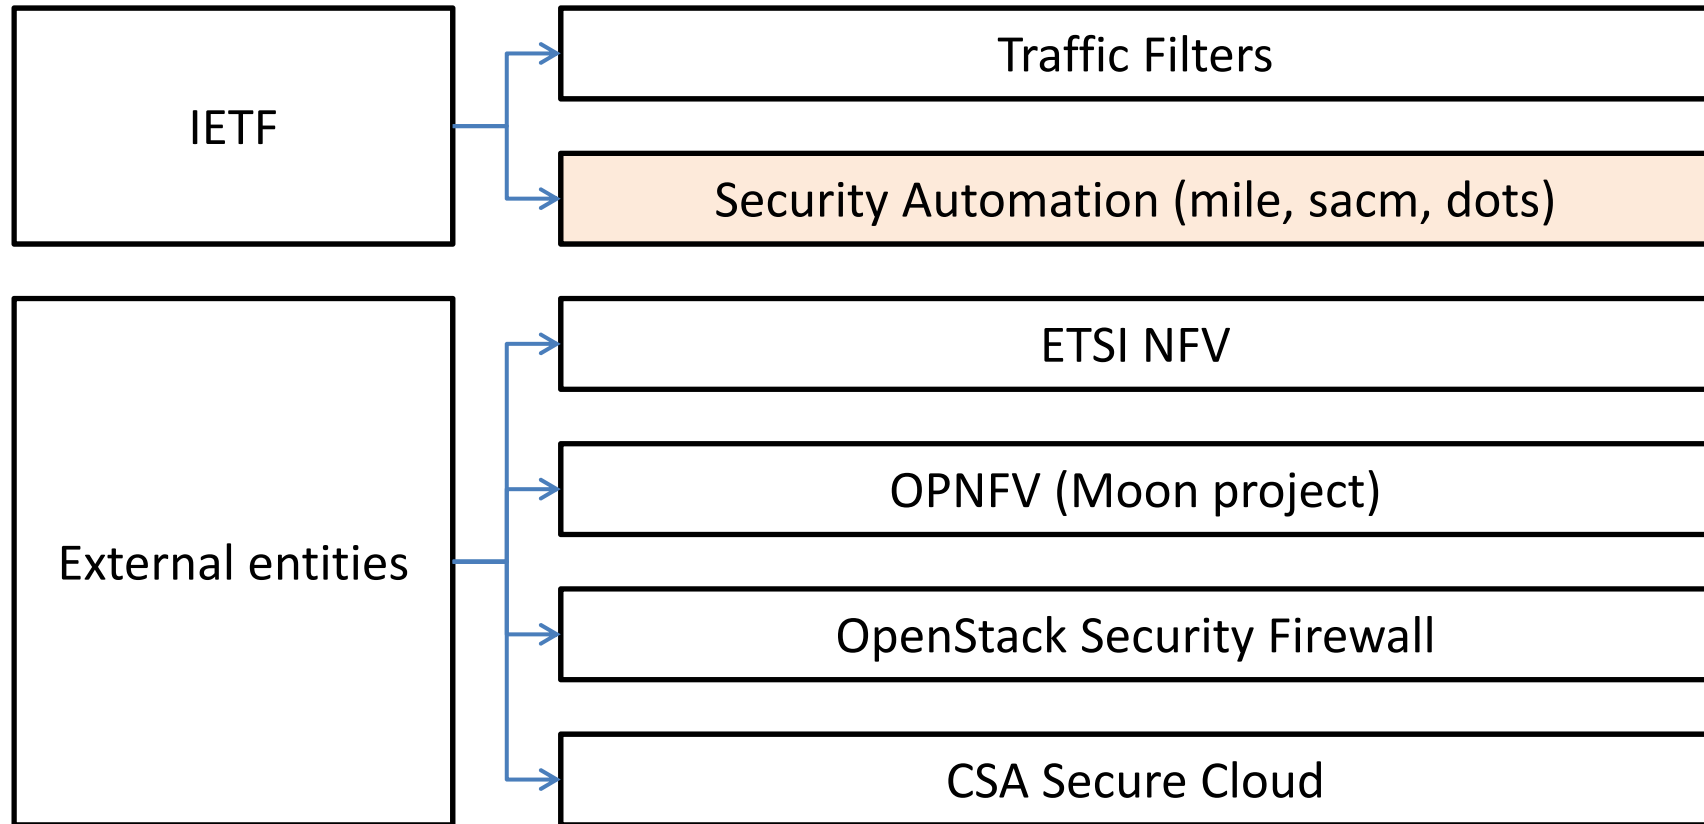 IETF
Traffic Filters
Security Automation (mile, sacm, dots)
External entities
ETSI NFV
OPNFV (Moon project)
OpenStack Security Firewall
CSA Secure Cloud